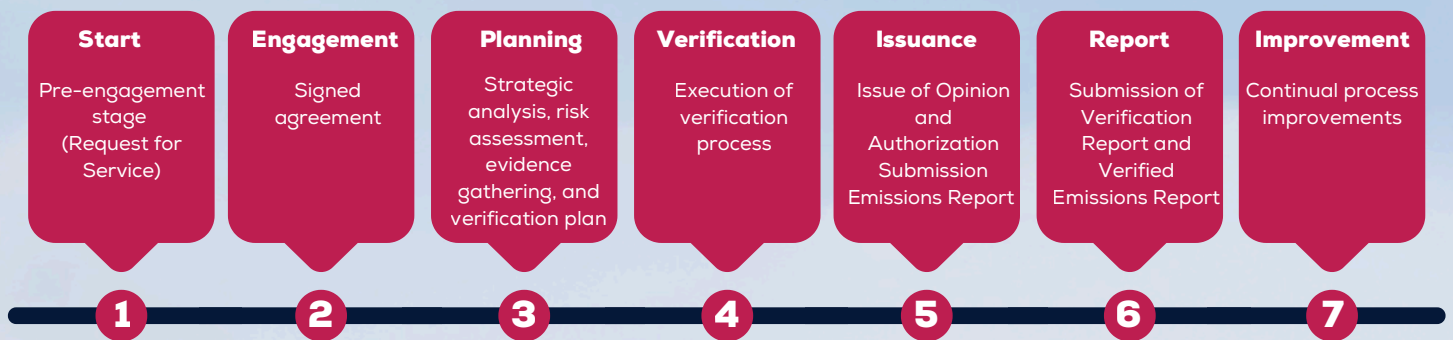 Start
Pre-engagement
stage
(Request for
Service)
Engagement
Signed
agreement
Planning
Strategic
analysis, risk
assessment,
evidence
gathering, and
verification plan
Verification
Execution of
verification
process
Issuance
Issue of Opinion
and
Authorization
Submission
Emissions Report
Report
Submission of
Verification
Report and
Verified
Emissions Report
Improvement
Continual process
improvements
1
2
3
4
5
6
7